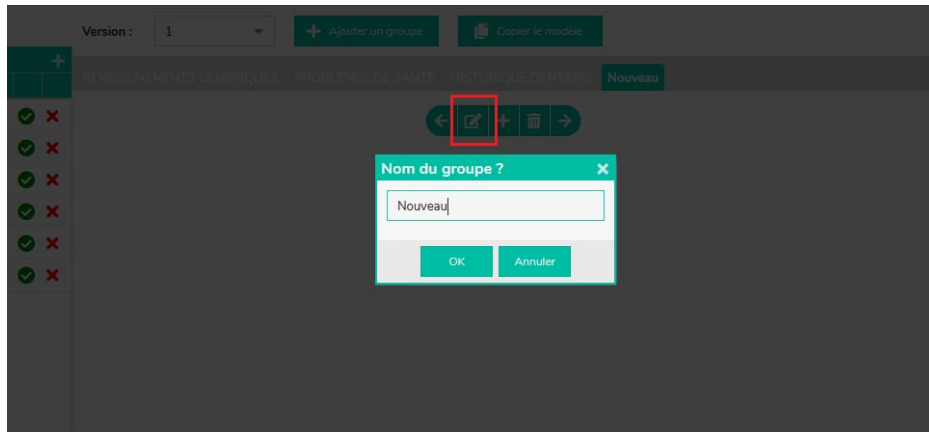 Version :
1
Ajouter un groupe
Copier le modèle
RENSEIGNEMENTS GÉNÉRIQUES
PROBLÈMES DE SANTÉ
HISTORIQUE DENTAIRE
Nouveau
Nom du groupe ?
Nouveau
OK
Annuler